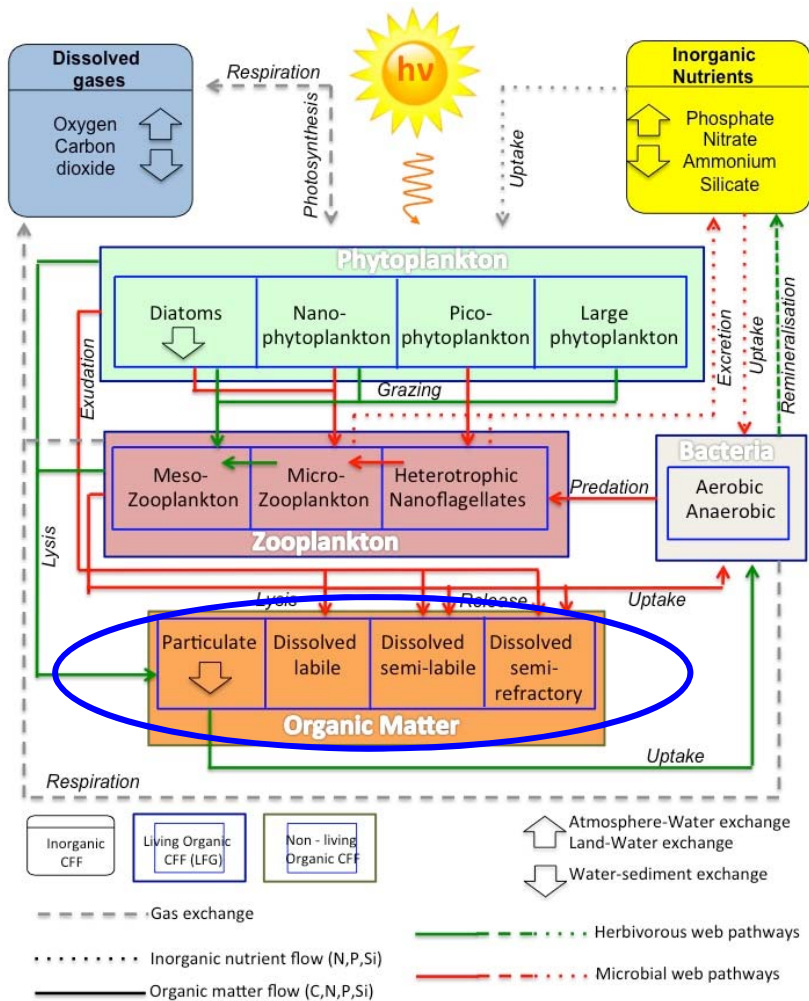 Dissolved
gases
Oxygen
Carbon
dioxide
Respiration
Photosynthesis
hν
Uptake
Inorganic
Nutrients
Phosphate
Nitrate
Ammonium
Silicate
Phytoplankton
Diatoms
Nano-
phytoplankton
Pico-
phytoplankton
Large
phytoplankton
Exudation
Grazing
Excretion
Uptake
Remineralisation
Meso-
Zooplankton
Micro-
Zooplankton
Heterotrophic
Nanoflagellates
Zooplankton
Predation
Bacteria
Aerobic
Anaerobic
Lysis
Lysis
Release
Uptake
Particulate
Dissolved
labile
Dissolved
semi-labile
Dissolved
semi-
refractory
Organic Matter
Uptake
Respiration
Inorganic
CFF
Living Organic
CFF (LFG)
Non - living
Organic CFF
Atmosphere-Water exchange
Land-Water exchange
Water-sediment exchange
Gas exchange
Inorganic nutrient flow (N,P,Si)
Organic matter flow (C,N,P,Si)
Herbivorous web pathways
Microbial web pathways